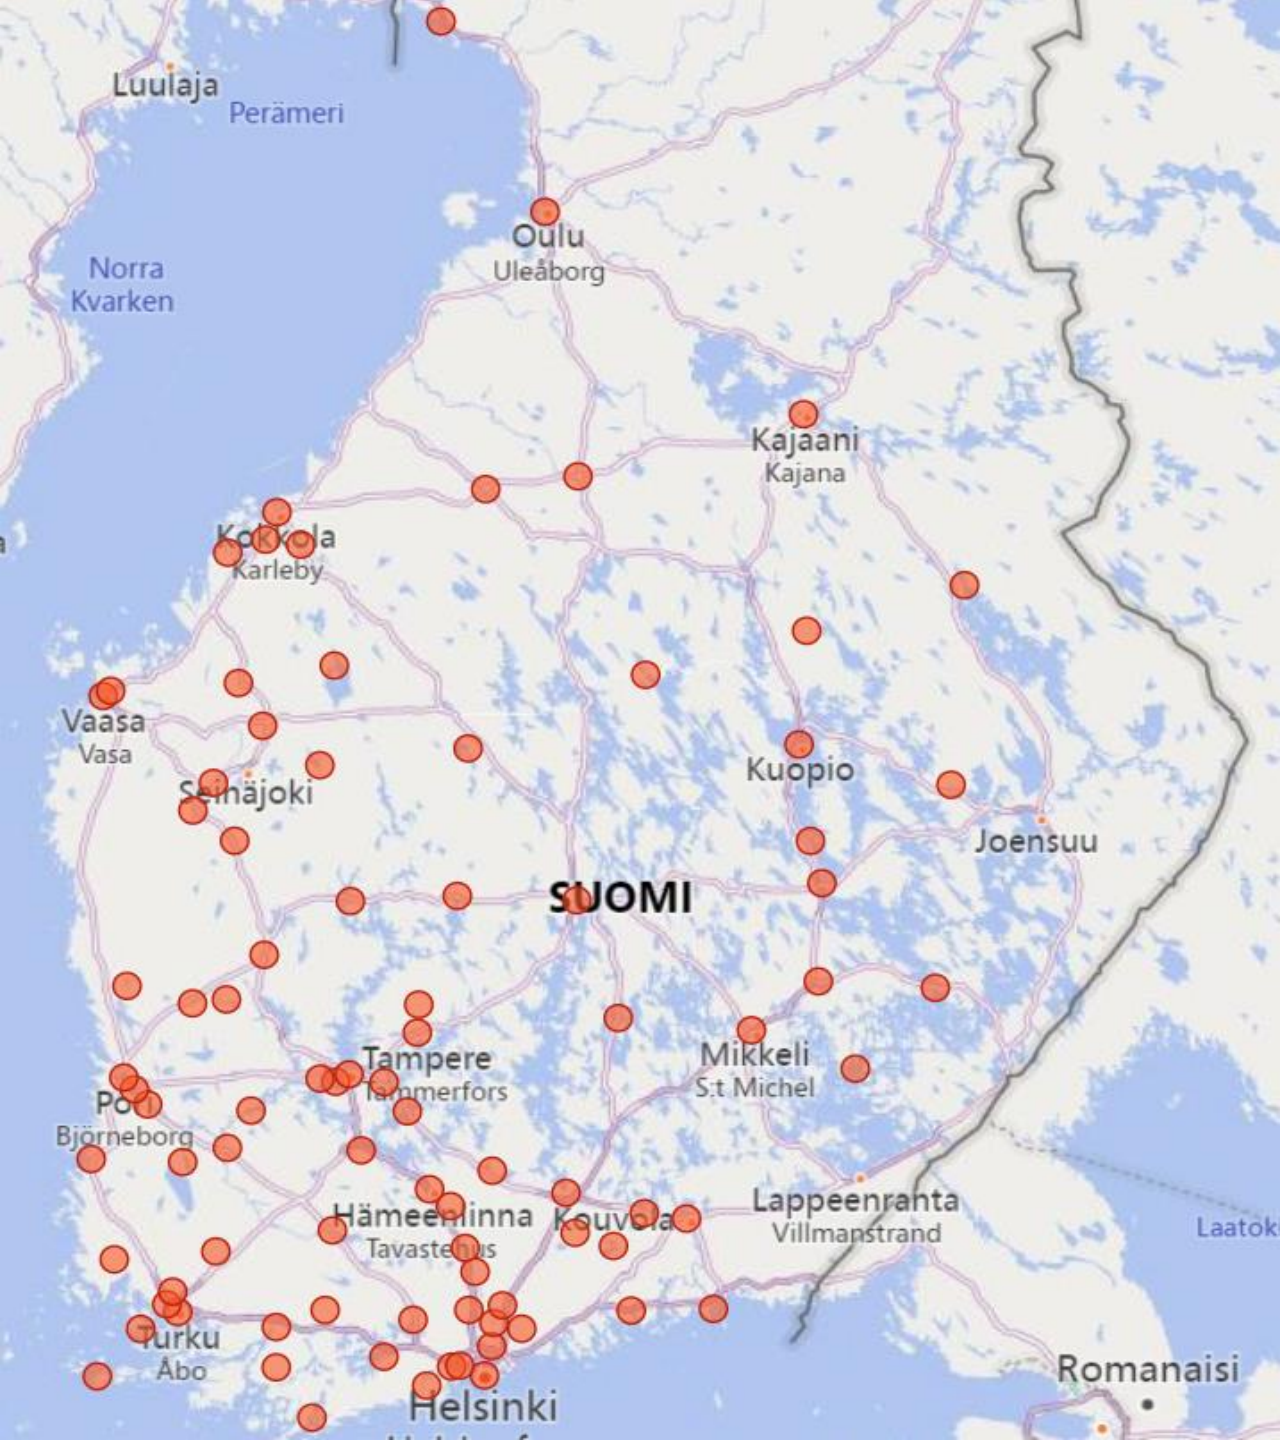 Luulaja
Perämeri
Oulu
Uleåborg
Norra
Kvarken
Kajaani
Kajana
Kokkola
Karleby
Vaasa
Vasa
Kuopio
Seinäjoki
Joensuu
SUOMI
Tampere
Tammerfors
Mikkeli
S:t Michel
Pori
Björneborg
Lappeenranta
Villmanstrand
Hämeenlinna
Tavastehus
Kouvola
Laatok
Turku
Åbo
Romanaisi
Helsinki